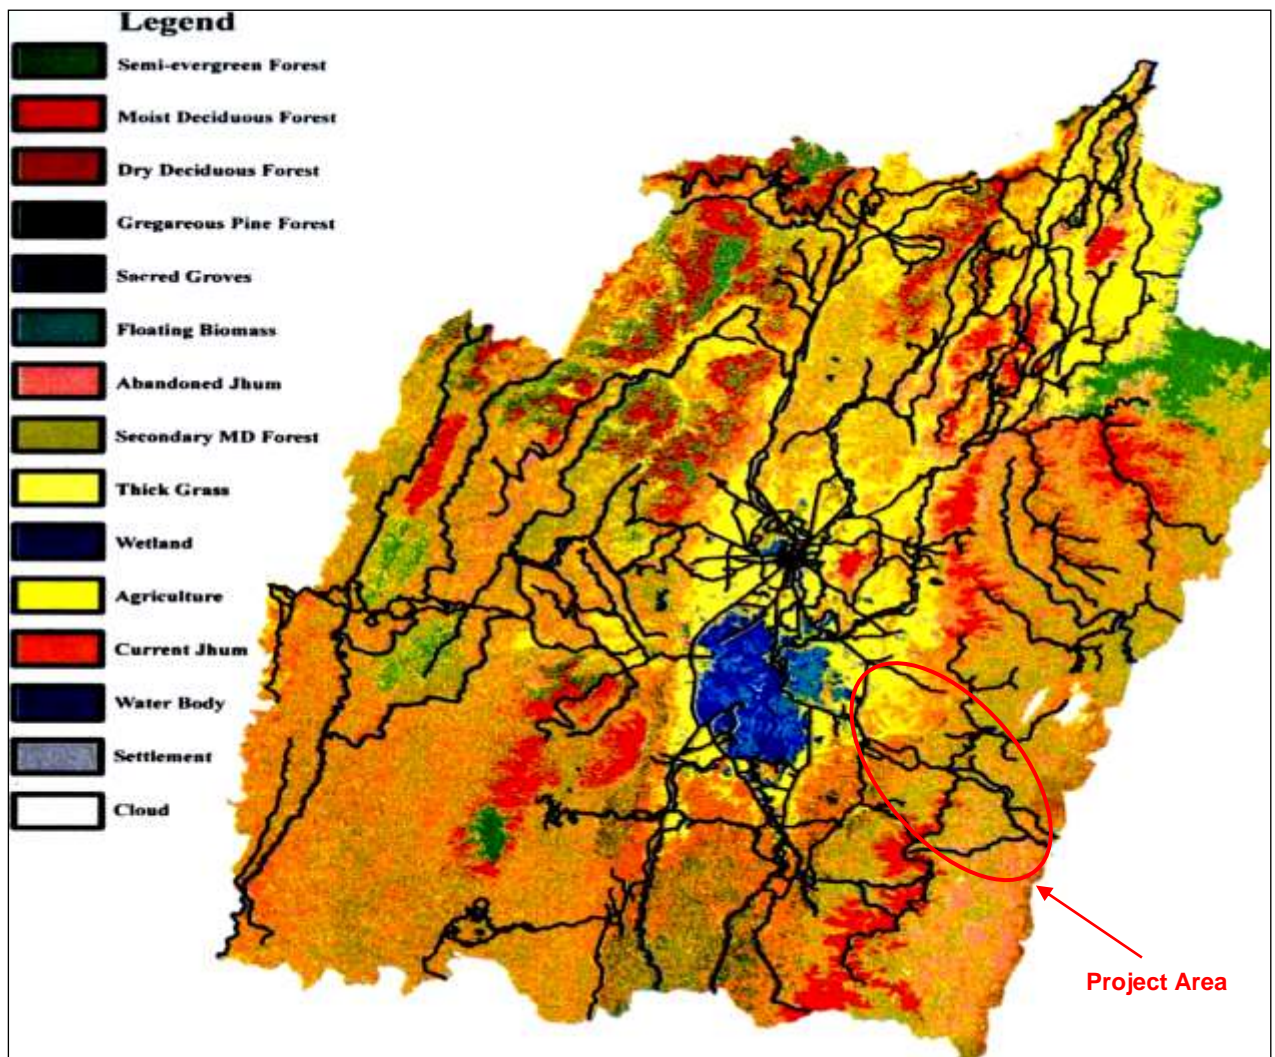 Legend
Semi-evergreen Forest
Moist Deciduous Forest
Dry Deciduous Forest
Gregareous Pine Forest
Sacred Groves
Floating Biomass
Abandoned Jhum
Secondary MD Forest
Thick Grass
Wetland
Agriculture
Current Jhum
Water Body
Settlement
Cloud
Project Area